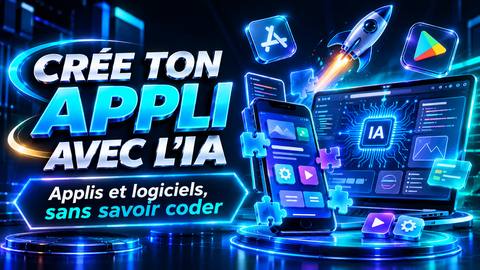 CRÉE TON
APPLI
AVEC L'IA
Applis et logiciels,
sans savoir coder
IA